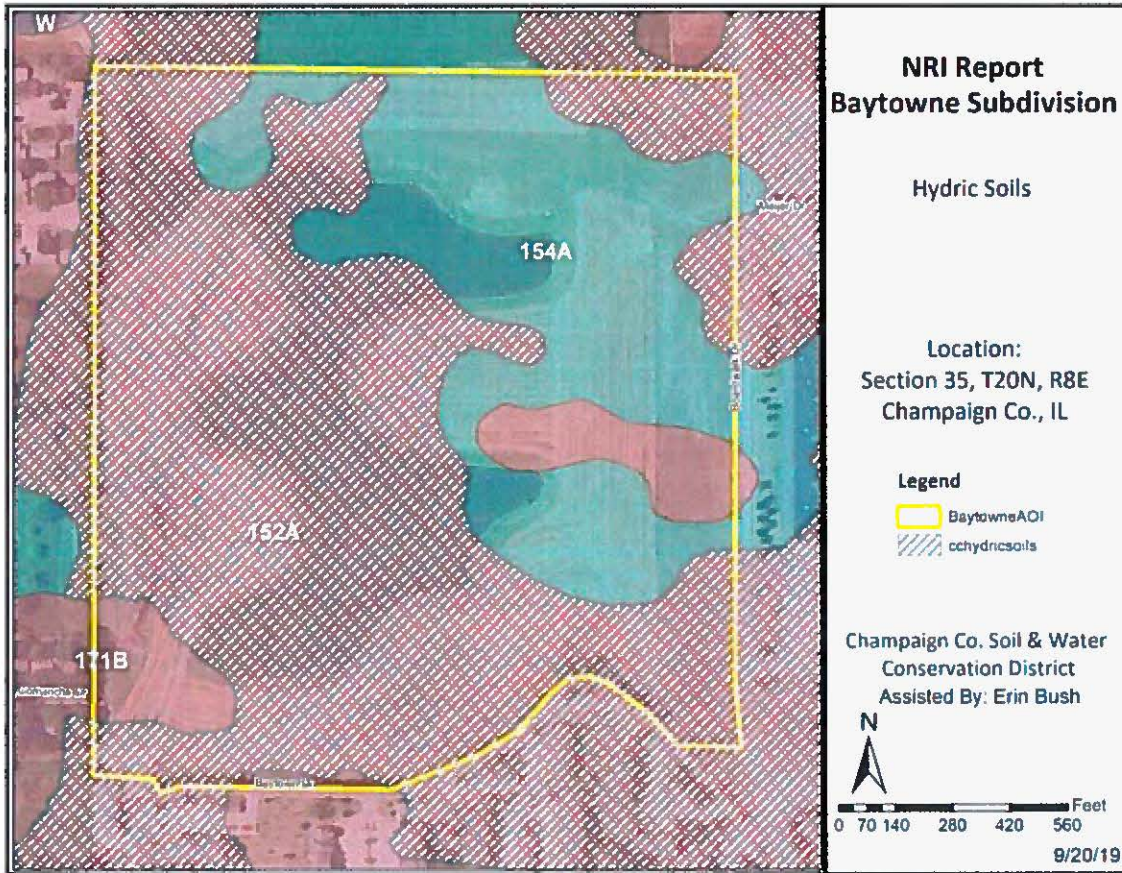 W
154A
152A
171B
NRI Report
Baytowne Subdivision
Hydric Soils
Location:
Section 35, T20N, R8E
Champaign Co., IL
Legend
BaytowneAOI
cchydricsoils
Champaign Co. Soil & Water
Conservation District
Assisted By: Erin Bush
N
Feet
0 70 140 280 420 560
9/20/19